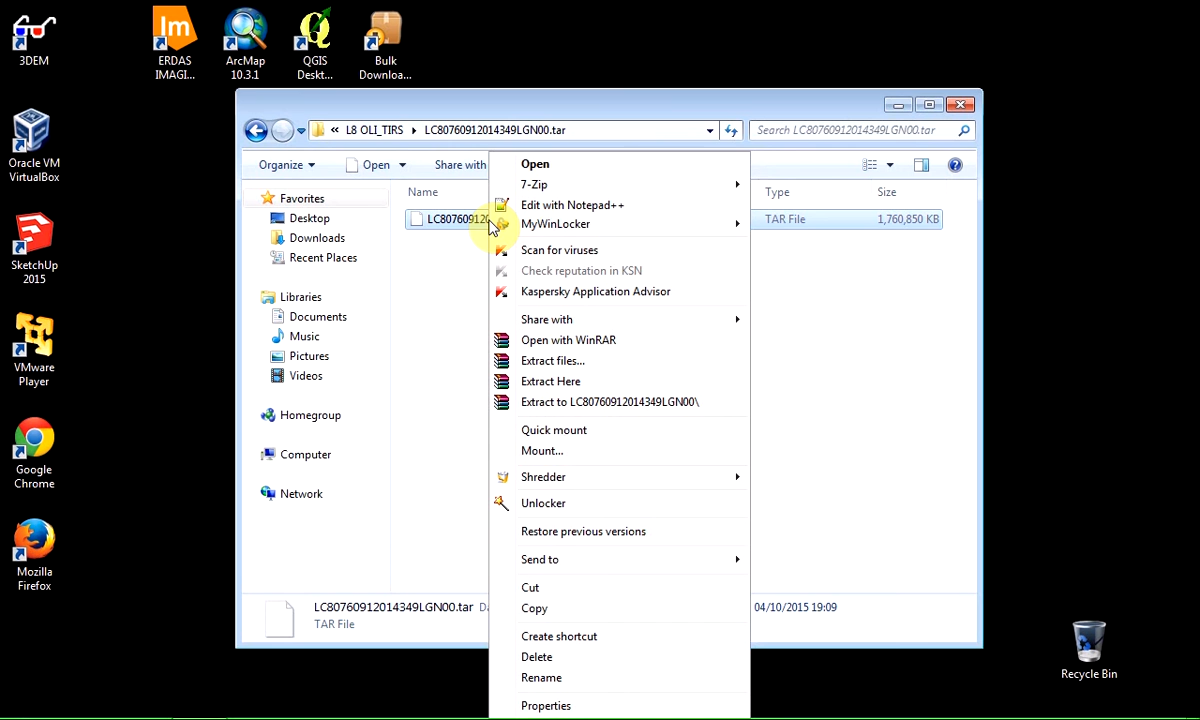 3DEM
ERDAS
IMAGI...
ArcMap
10.3.1
QGIS
Deskt...
Bulk
Downloa...
Oracle VM
VirtualBox
SketchUp
2015
VMware
Player
Google
Chrome
Mozilla
Firefox
« L8 OLI_TIRS ▸ LC80760912014349LGN00.tar
Search LC80760912014349LGN00.tar
Organize
Open
Share with
Name
Type
Size
LC807609120
TAR File
1,760,850 KB
Favorites
Desktop
Downloads
Recent Places
Libraries
Documents
Music
Pictures
Videos
Homegroup
Computer
Network
Open
7-Zip
Edit with Notepad++
MyWinLocker
Scan for viruses
Check reputation in KSN
Kaspersky Application Advisor
Share with
Open with WinRAR
Extract files...
Extract Here
Extract to LC80760912014349LGN00\
Quick mount
Mount...
Shredder
Unlocker
Restore previous versions
Send to
Cut
Copy
Create shortcut
Delete
Rename
Properties
LC80760912014349LGN00.tar
TAR File
04/10/2015 19:09
Recycle Bin